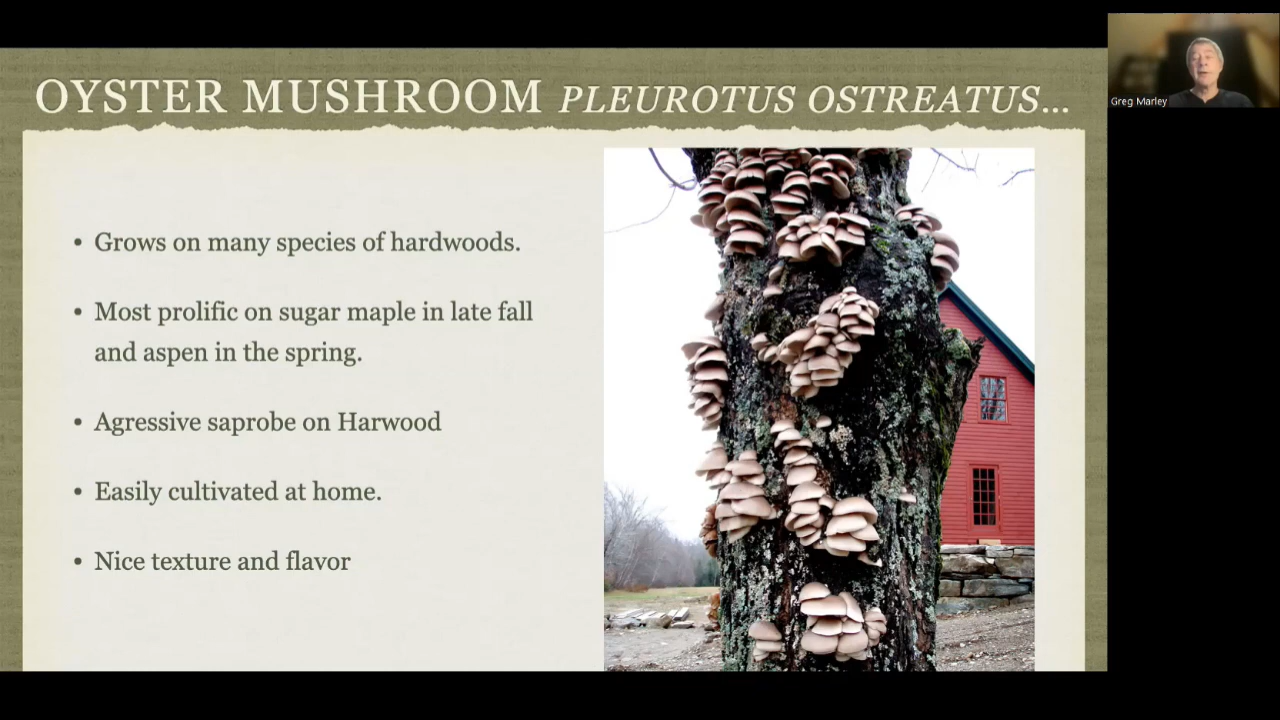 OYSTER MUSHROOM PLEUROTUS OSTREATUS...
Greg Marley
• Grows on many species of hardwoods.
• Most prolific on sugar maple in late fall
and aspen in the spring.
• Agressive saprobe on Harwood
• Easily cultivated at home.
• Nice texture and flavor